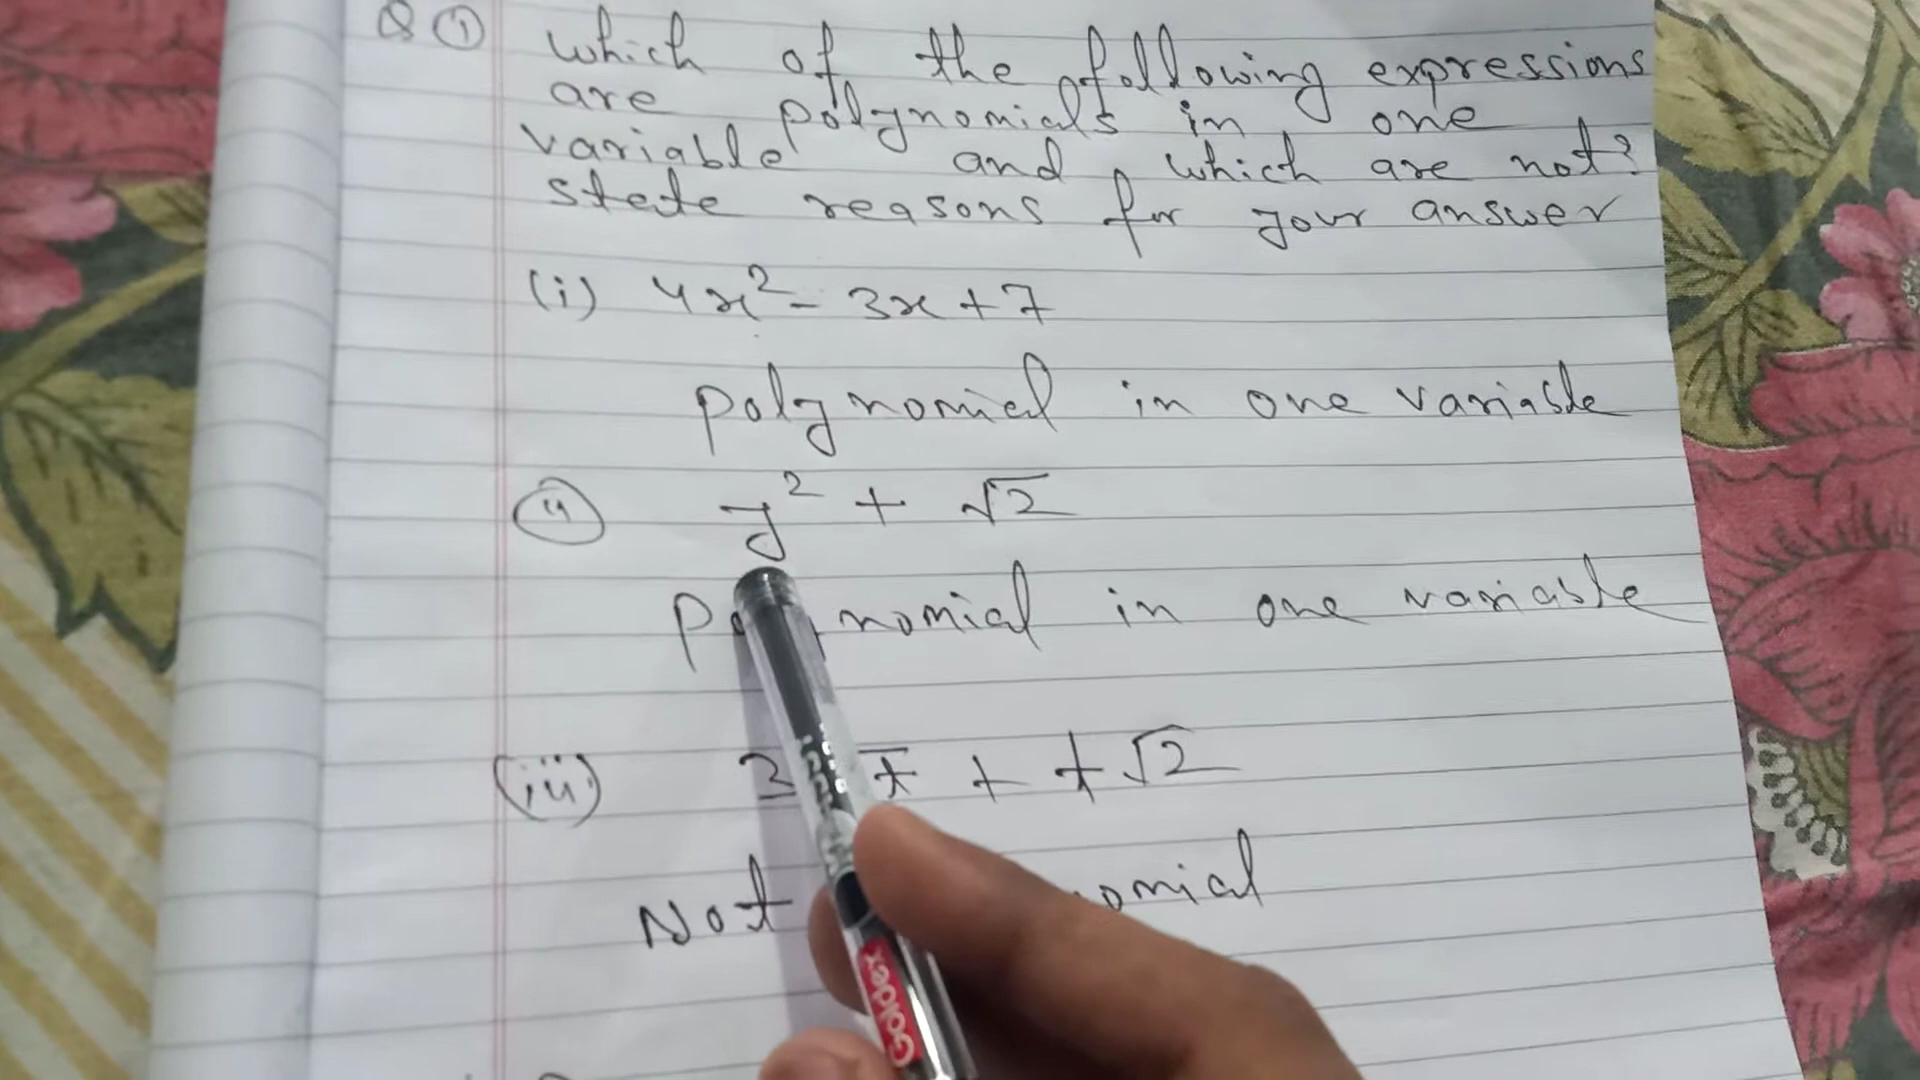 Q ① which of the following expressions
are polynomials in one
variable and which are not?
stete reasons for your answer
(i) 4x² - 3x + 7
polynomial in one variable
(ii) y² + √2
nomial in one variable
(iii) 3 t + t√2
Not omial
Goldex